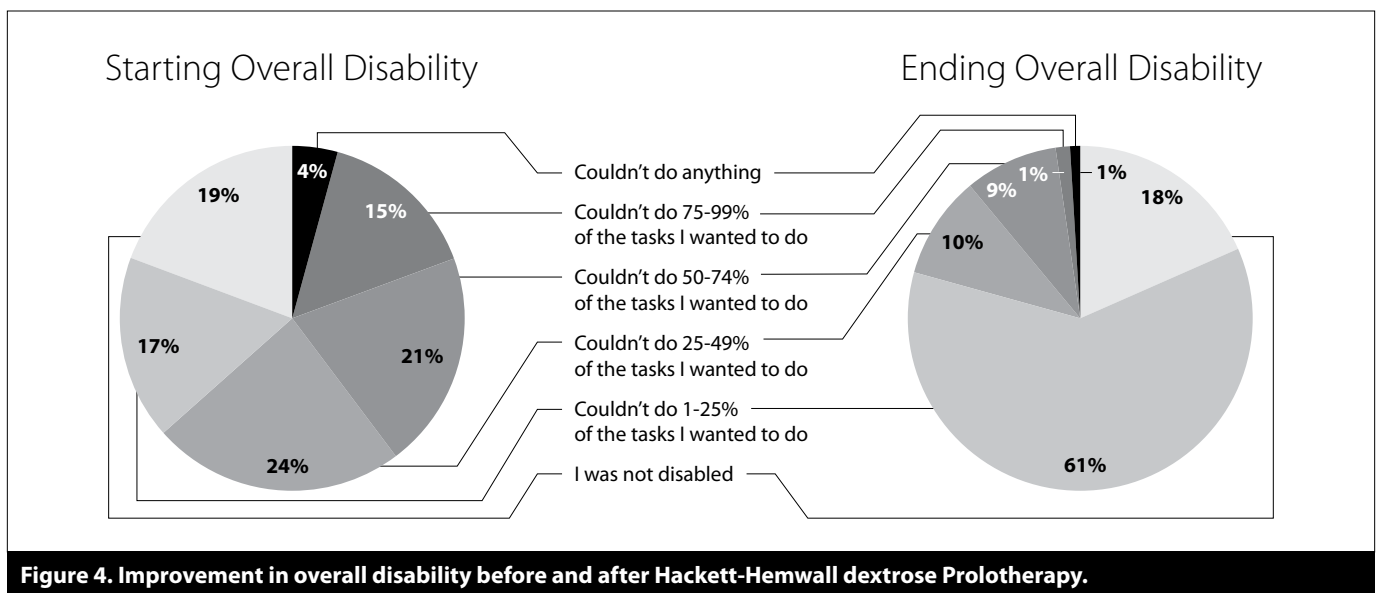 Starting Overall Disability
Ending Overall Disability
4%
15%
21%
24%
17%
19%
Couldn't do anything
Couldn't do 75-99%
of the tasks I wanted to do
Couldn't do 50-74%
of the tasks I wanted to do
Couldn't do 25-49%
of the tasks I wanted to do
Couldn't do 1-25%
of the tasks I wanted to do
I was not disabled
1%
1%
9%
10%
18%
61%
Figure 4. Improvement in overall disability before and after Hackett-Hemwall dextrose Prolotherapy.